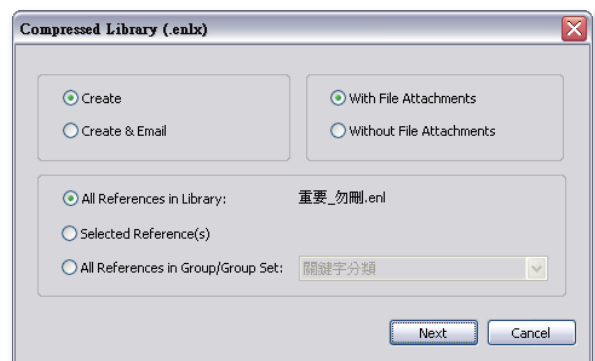 Compressed Library (.enlx)
Create
With File Attachments
Create & Email
Without File Attachments
All References in Library: 重要_勿刪.enl
Selected Reference(s)
All References in Group/Group Set: 關鍵字分類
Next Cancel